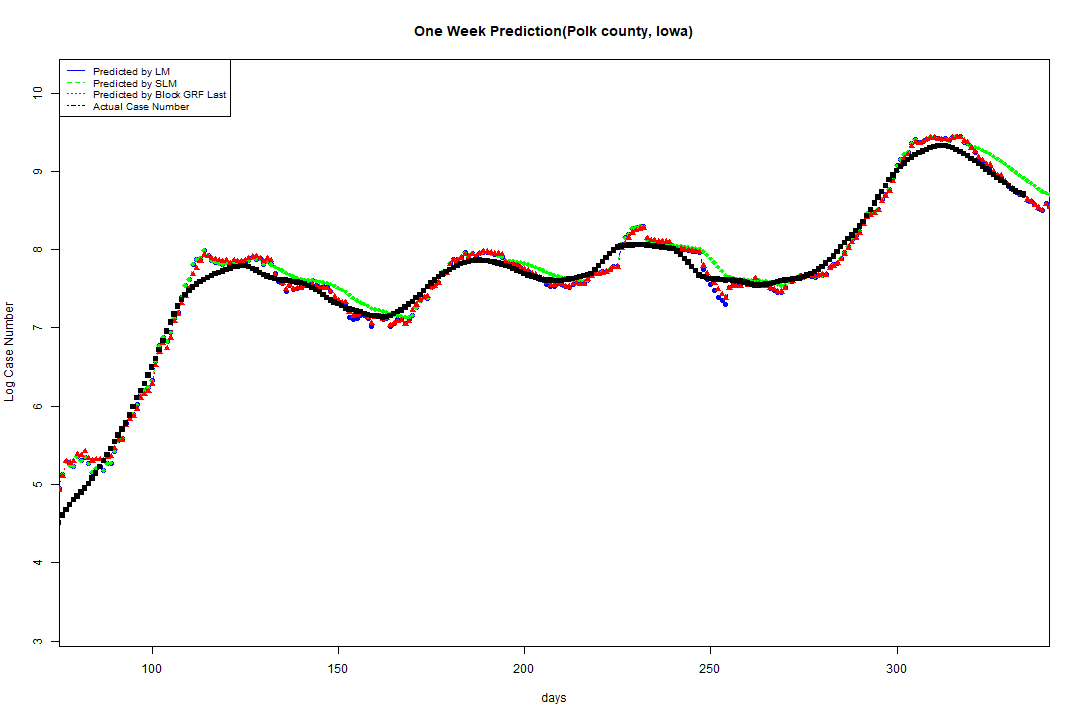 One Week Prediction(Polk county, Iowa)
Predicted by LM
Predicted by SLM
Predicted by Block GRF Last
Actual Case Number
10
9
8
7
6
5
4
3
Log Case Number
100 150 200 250 300
days